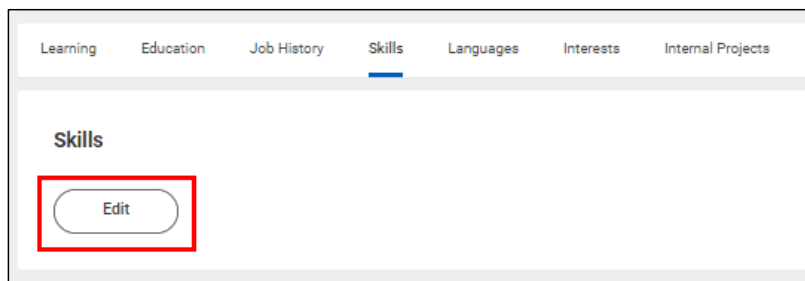 Learning Education Job History Skills Languages Interests Internal Projects
Skills
Edit